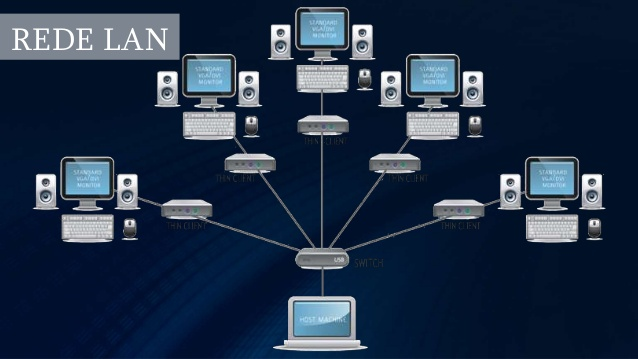 REDE LAN
STANDARD
VGA/DVI
MONITOR
STANDARD
VGA/DVI
MONITOR
STANDARD
VGA/DVI
MONITOR
THIN CLIENT
THIN CLIENT
THIN CLIENT
STANDARD
VGA/DVI
MONITOR
STANDARD
VGA/DVI
MONITOR
THIN CLIENT
THIN CLIENT
USB
SWITCH
HOST MACHINE